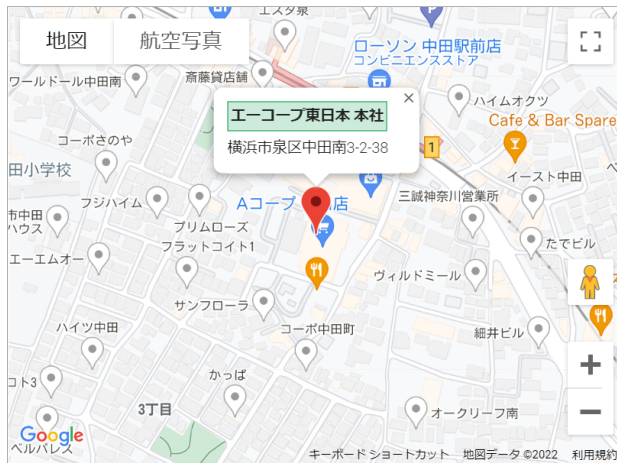 エスタ泉
地図
航空写真
ローソン 中田駅前店
コンビニエンスストア
ワールドール中田南
斎藤貸店舗
ハイムオクツ
エーコープ東日本 本社
横浜市泉区中田南3-2-38
Cafe & Bar Spare
コーポさのや
1
田小学校
イースト中田
フジハイム
Aコープ
店
三誠神奈川営業所
市中田
ハウス
プリムローズ
フラットコイト1
たでビル
エーエムオー
ヴィルドミール
サンフローラ
ハイツ中田
コーポ中田町
細井ビル
コト3
かっぱ
3丁目
オークリーフ南
Google
ベルパレス
キーボード ショートカット
地図データ ©2022
利用規約